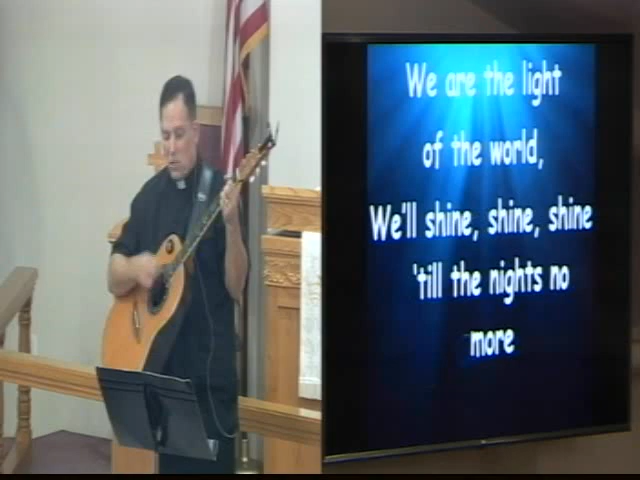 We are the light
of the world,
We'll shine, shine, shine
'till the nights no
more